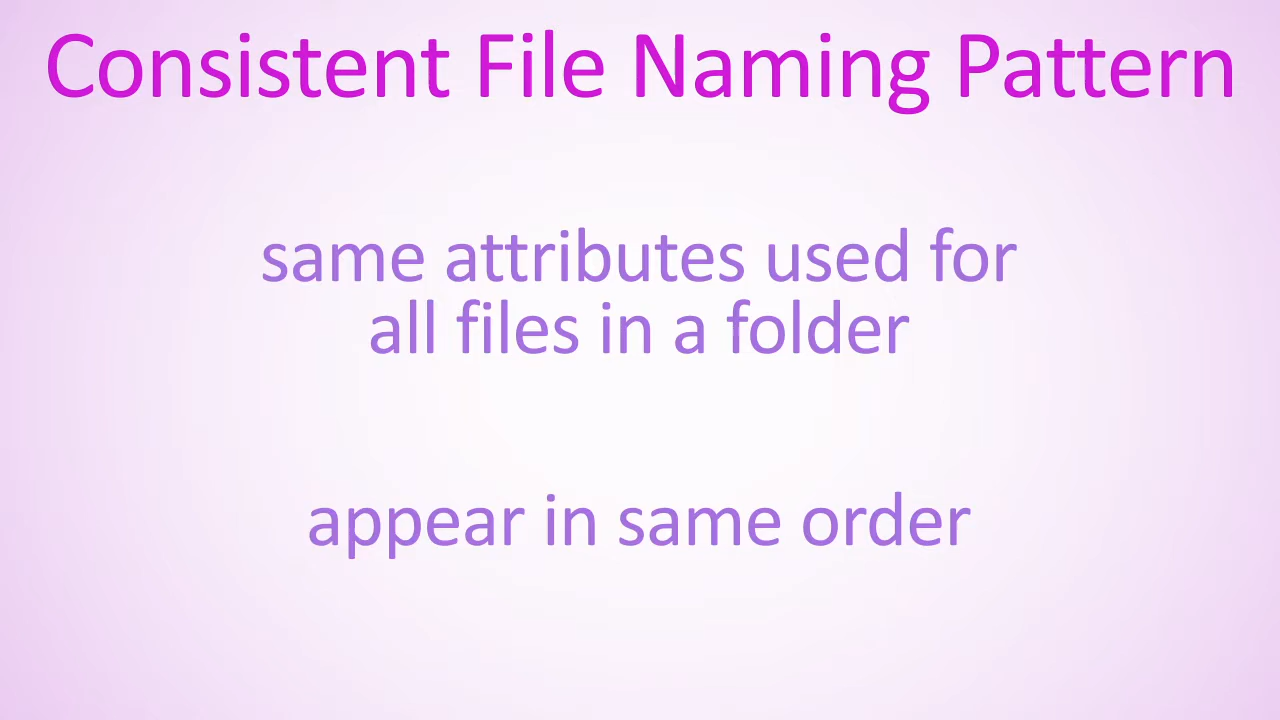 Consistent File Naming Pattern
same attributes used for
all files in a folder
appear in same order